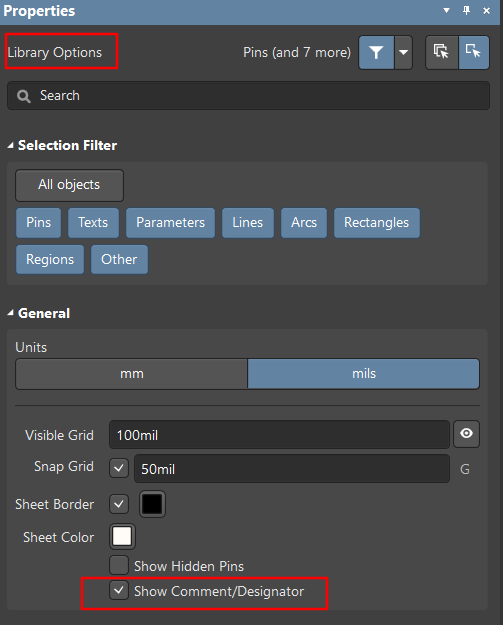 Properties
Library Options Pins (and 7 more)
Search
Selection Filter
All objects
Pins Texts Parameters Lines Arcs Rectangles
Regions Other
General
Units
mm mils
Visible Grid 100mil
Snap Grid 50mil G
Sheet Border
Sheet Color
Show Hidden Pins
Show Comment/Designator